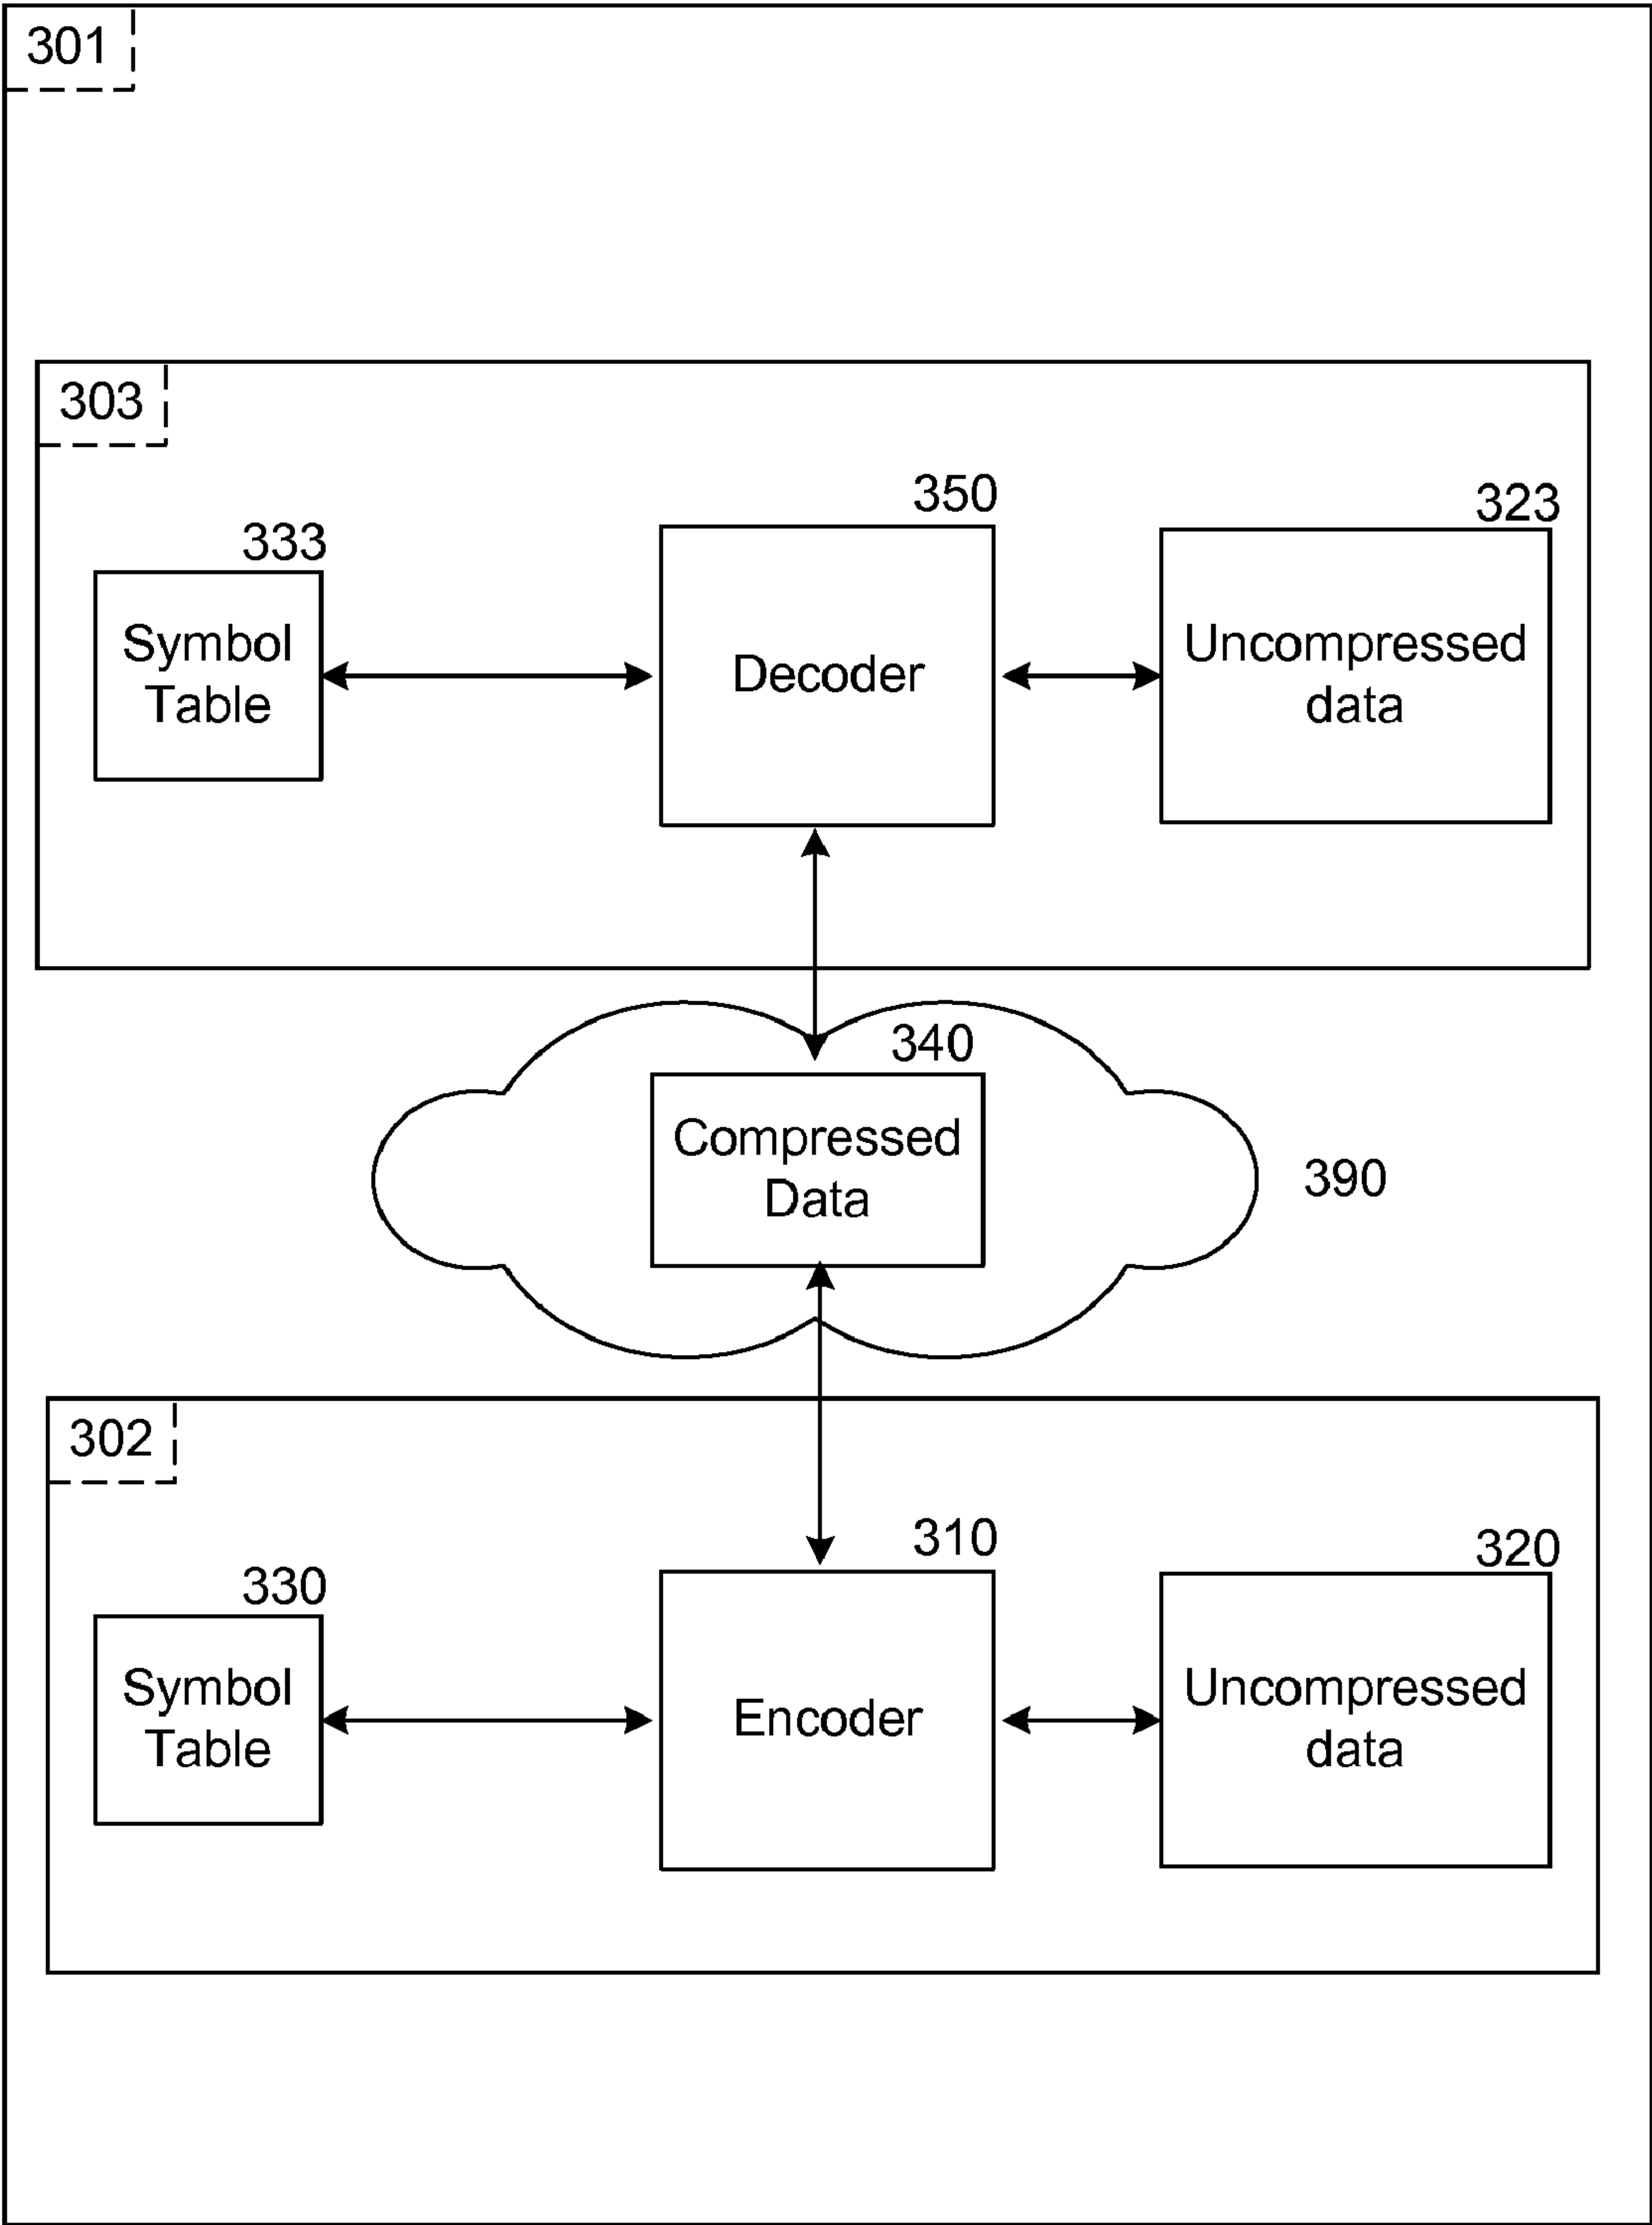 301
303
350
323
333
Symbol
Table
Decoder
Uncompressed
data
340
Compressed
Data
390
302
310
320
330
Symbol
Table
Encoder
Uncompressed
data